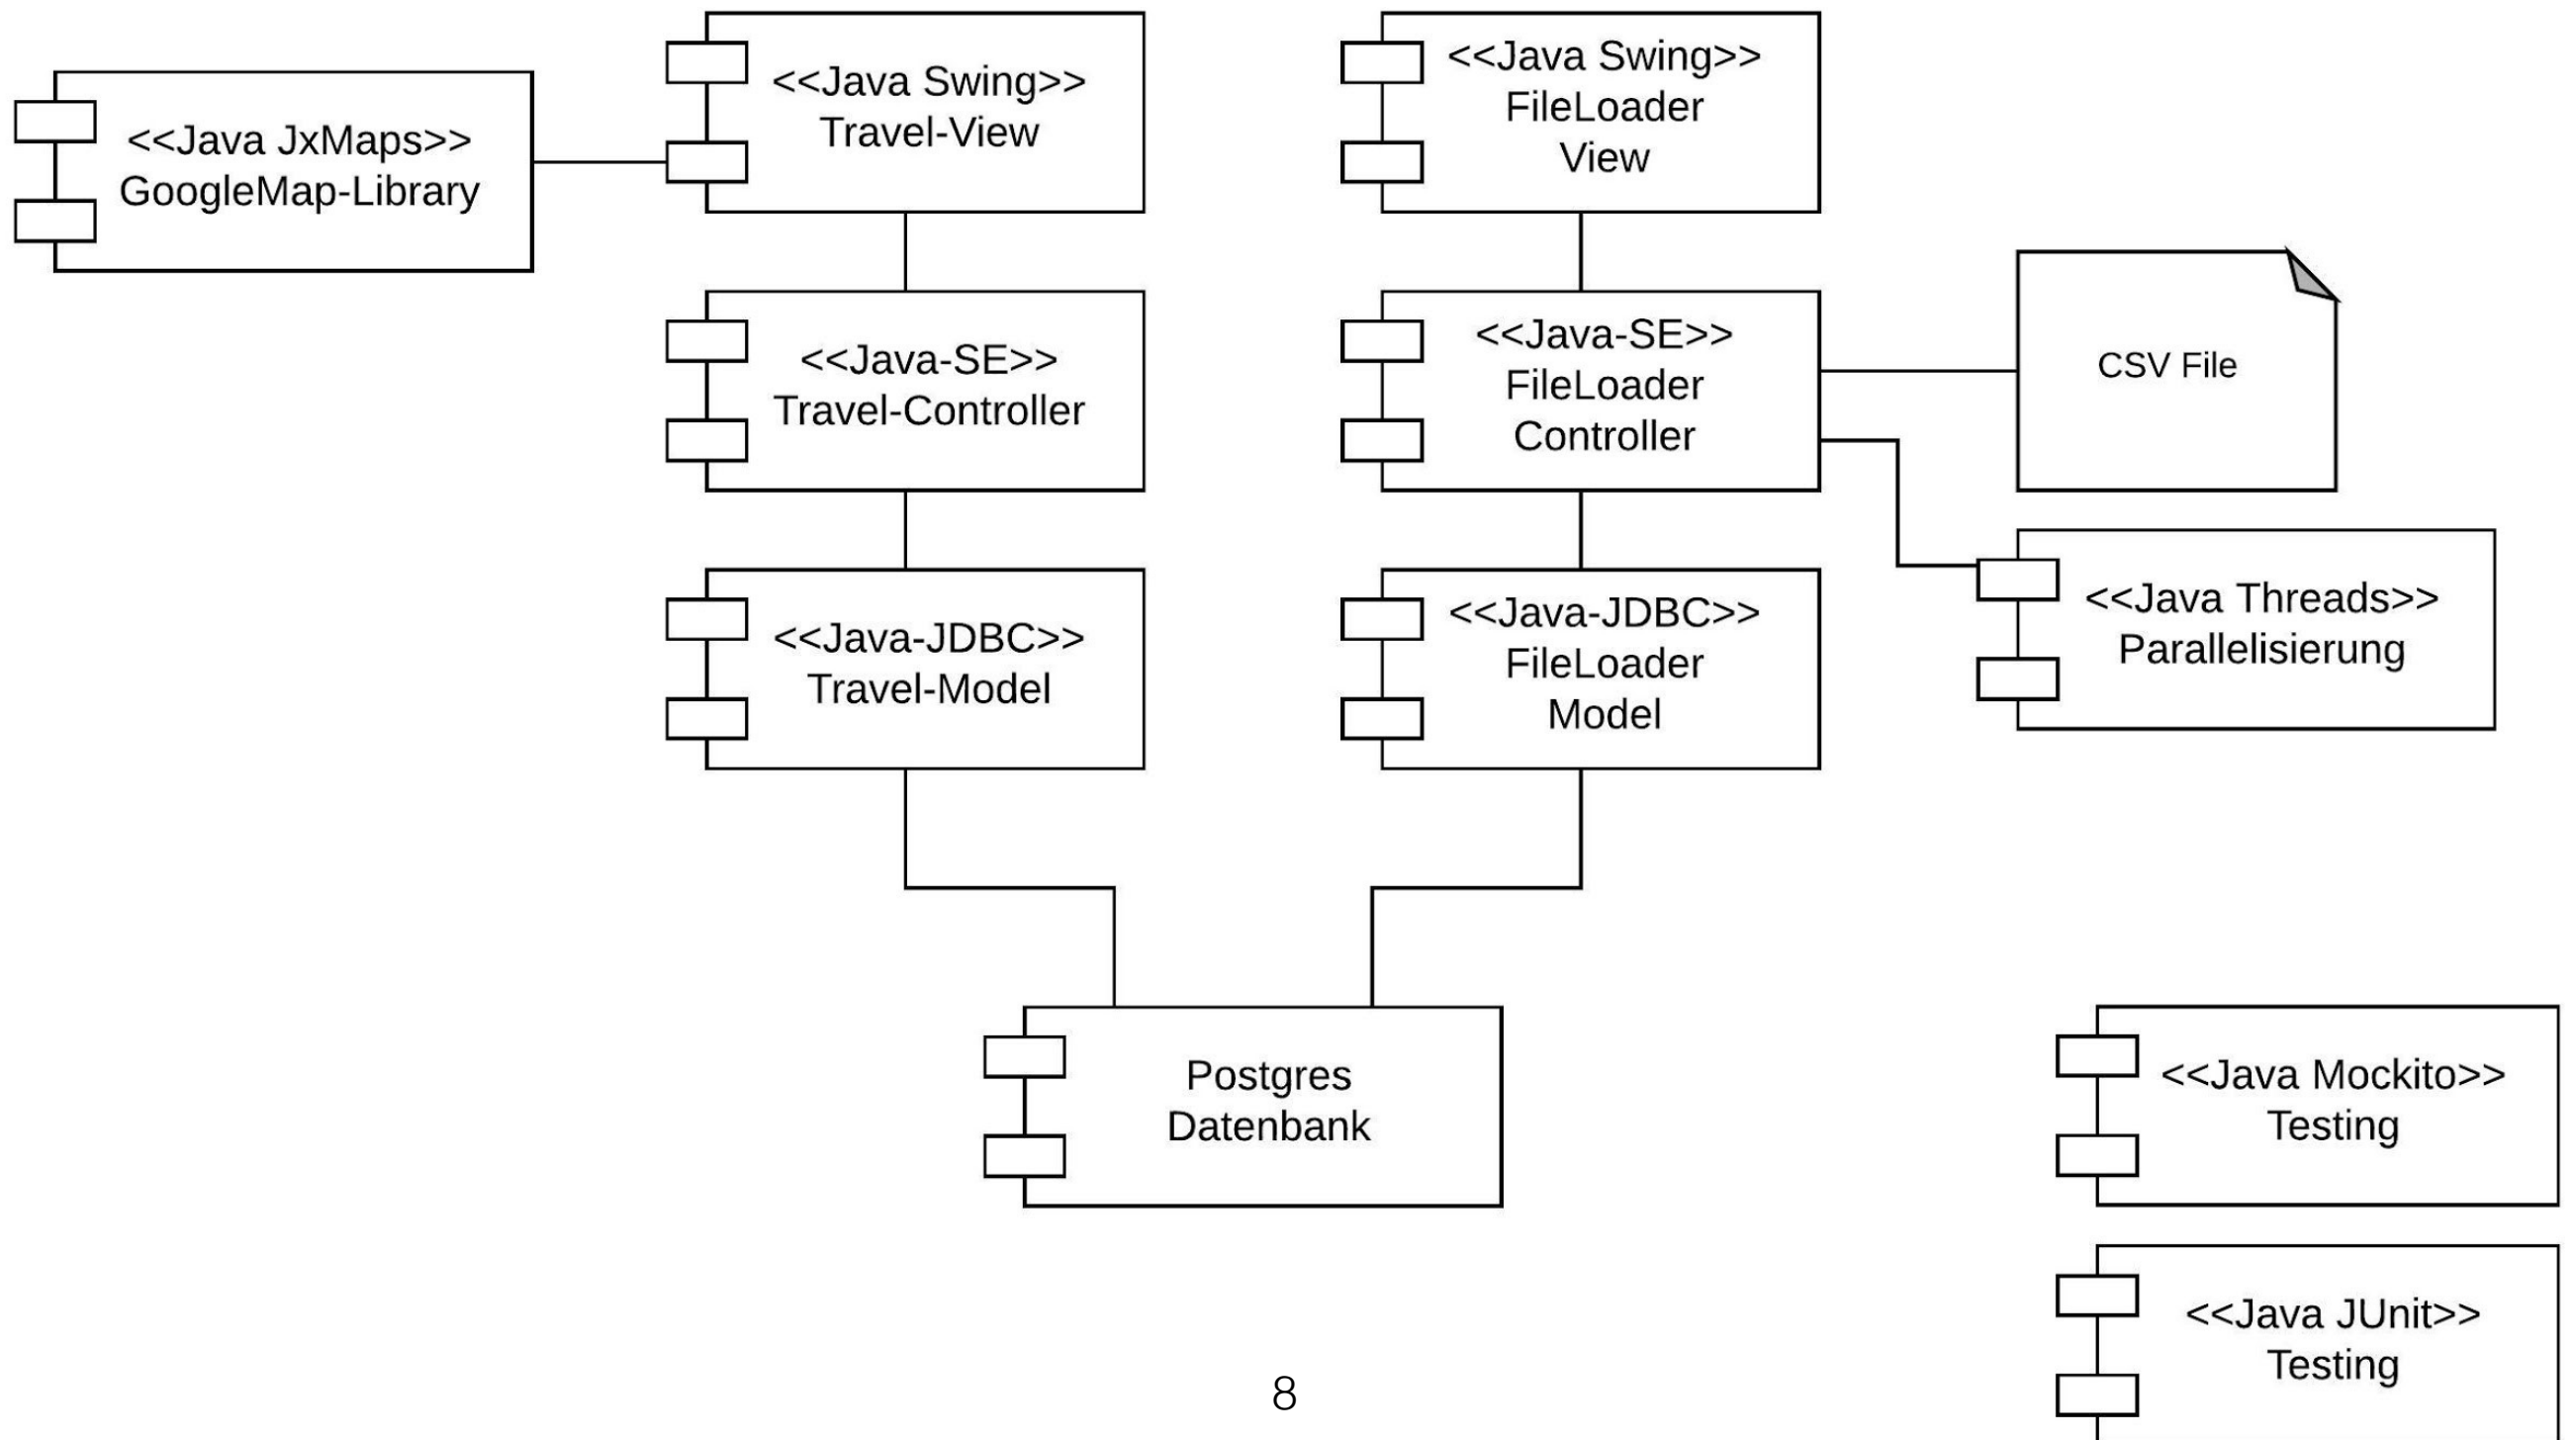 <<Java JxMaps>>
GoogleMap-Library
<<Java Swing>>
Travel-View
<<Java Swing>>
FileLoader
View
<<Java-SE>>
Travel-Controller
<<Java-SE>>
FileLoader
Controller
CSV File
<<Java-JDBC>>
Travel-Model
<<Java-JDBC>>
FileLoader
Model
<<Java Threads>>
Parallelisierung
Postgres
Datenbank
<<Java Mockito>>
Testing
<<Java JUnit>>
Testing
8